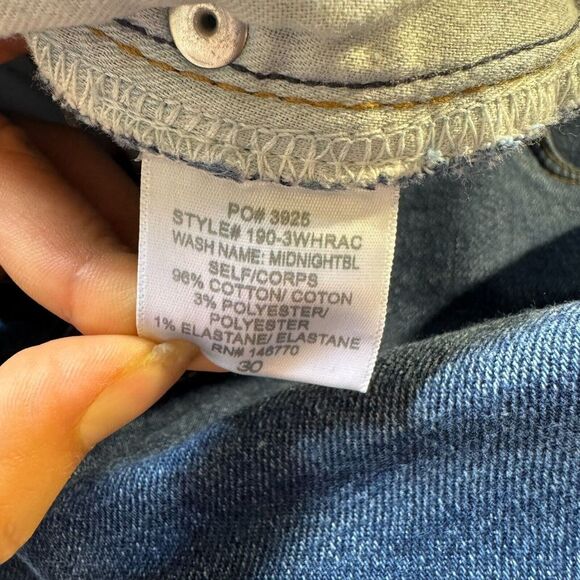 PO# 3925
STYLE# 190-3WHRAC
WASH NAME: MIDNIGHTBL
SELF/CORPS
96% COTTON/ COTON
3% POLYESTER/
POLYESTER
1% ELASTANE/ ELASTANE
RN# 146770
30